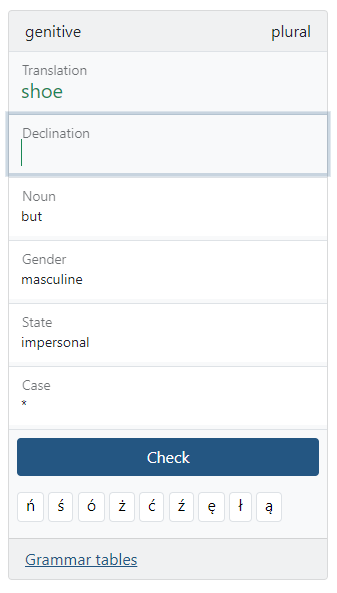 genitive plural
Translation
shoe
Declination
Noun
but
Gender
masculine
State
impersonal
Case
*
Check
ń ś ó ż ć ź ę ł ą
Grammar tables